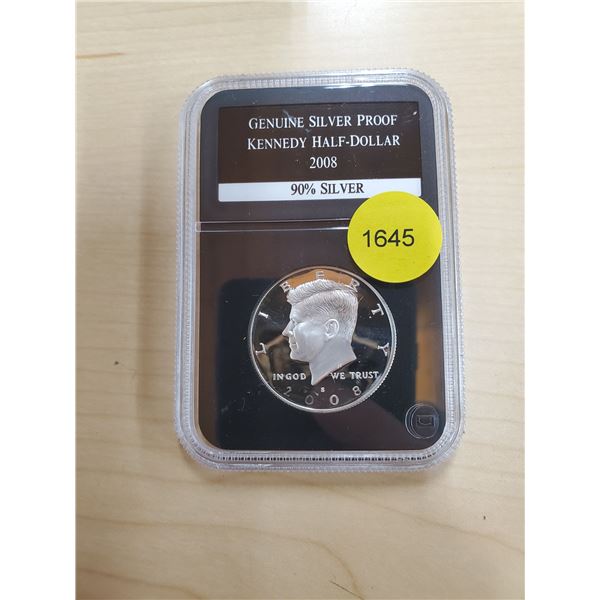 GENUINE SILVER PROOF
KENNEDY HALF-DOLLAR
2008
90% SILVER
1645
LIBERTY
IN GOD WE TRUST
S
2008